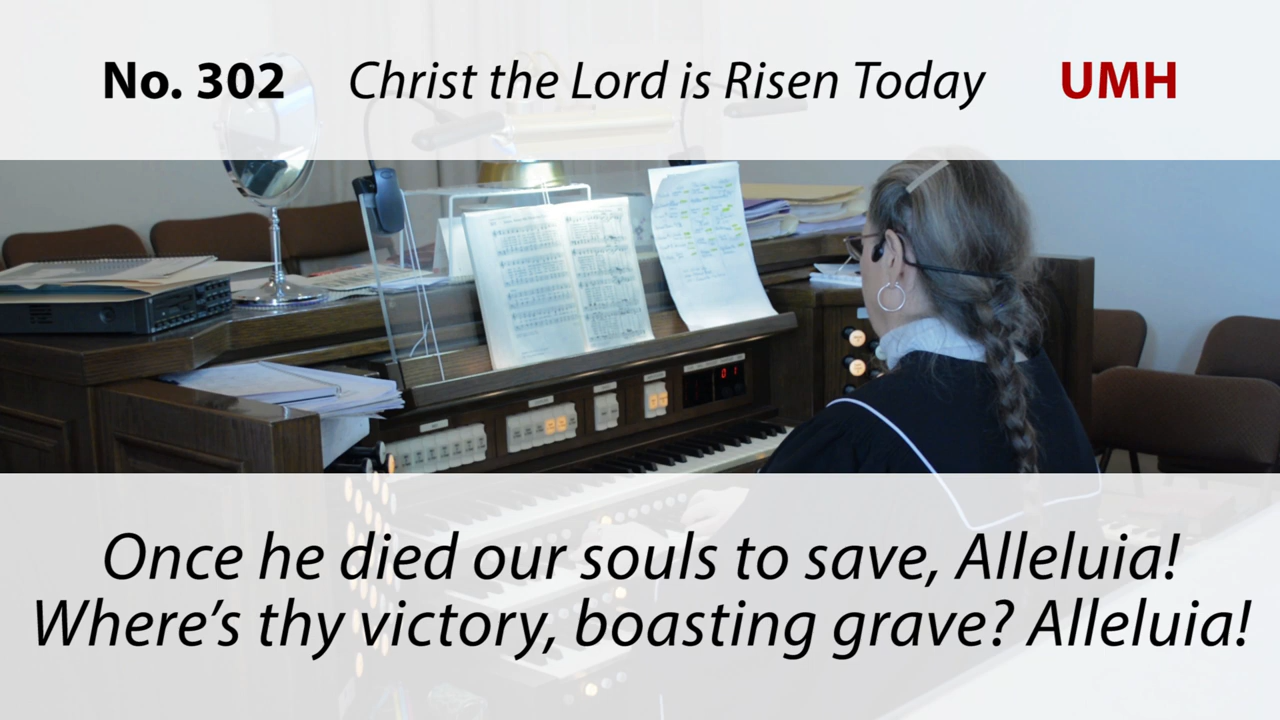 No. 302 Christ the Lord is Risen Today UMH
01
Once he died our souls to save, Alleluia!
Where's thy victory, boasting grave? Alleluia!